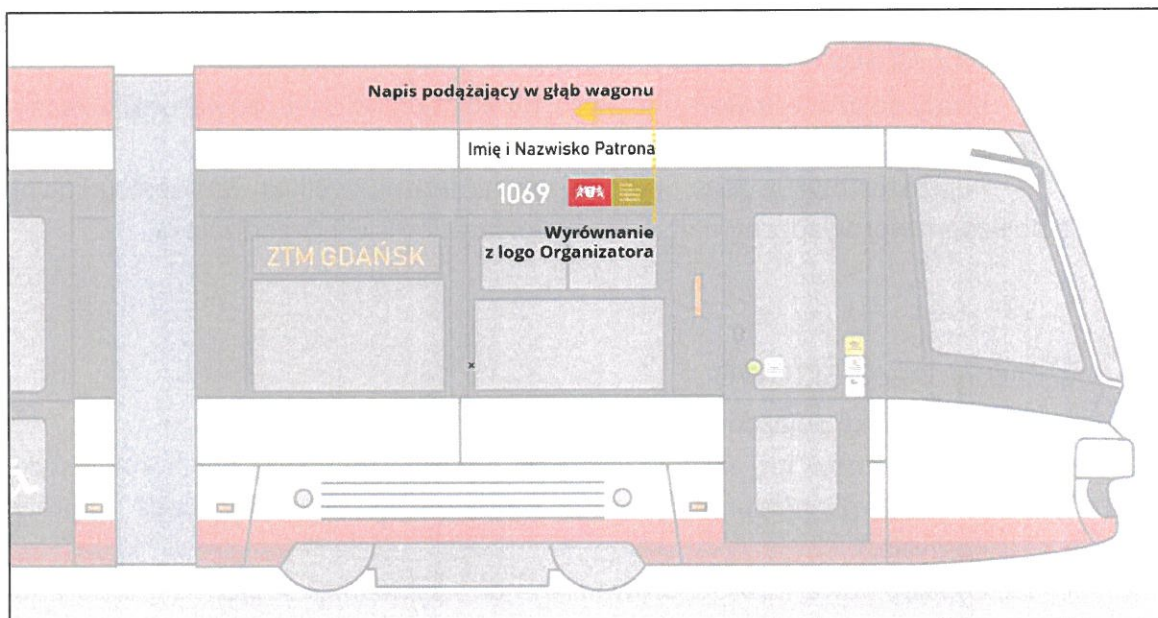 Napis podążający w głąb wagonu
Imię i Nazwisko Patrona
1069
Wyrównanie
z logo Organizatora
ZTM GDAŃSK